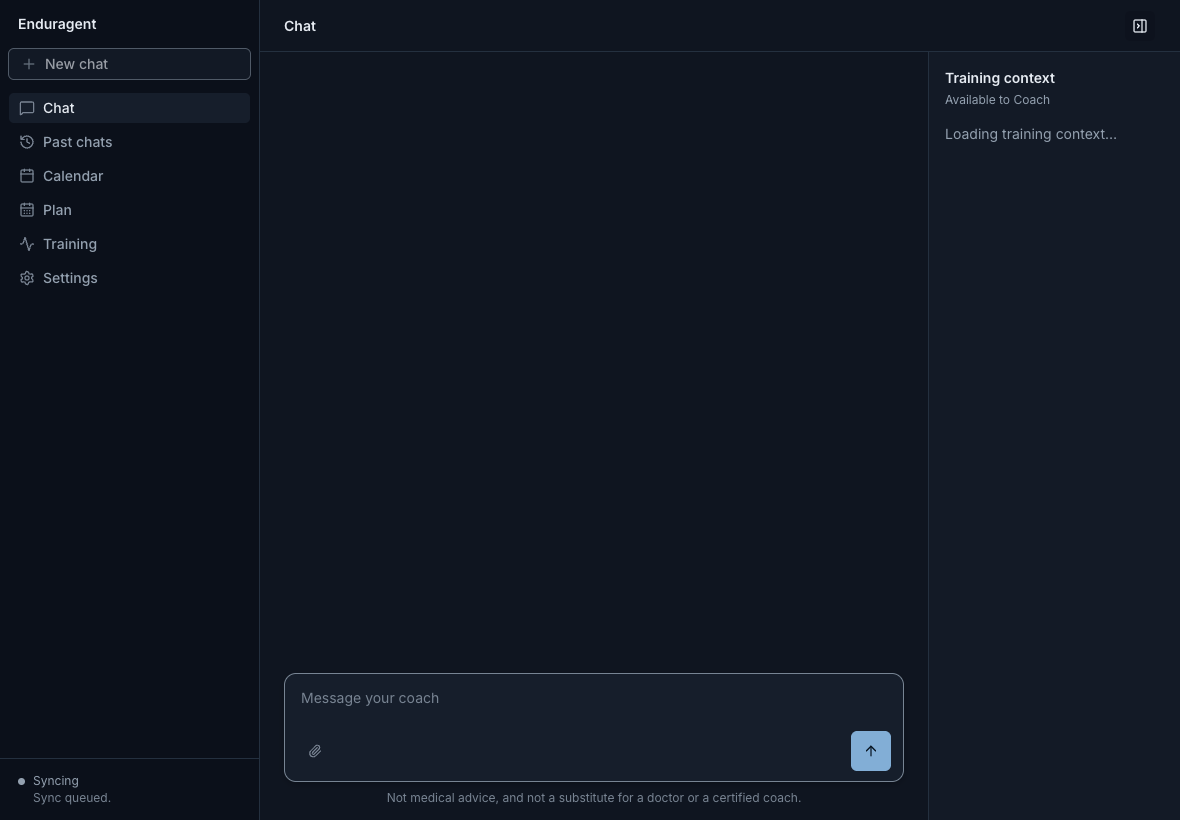 Enduragent
New chat
Chat
Past chats
Calendar
Plan
Training
Settings
Syncing
Sync queued.
Chat
Message your coach
Not medical advice, and not a substitute for a doctor or a certified coach.
Training context
Available to Coach
Loading training context...